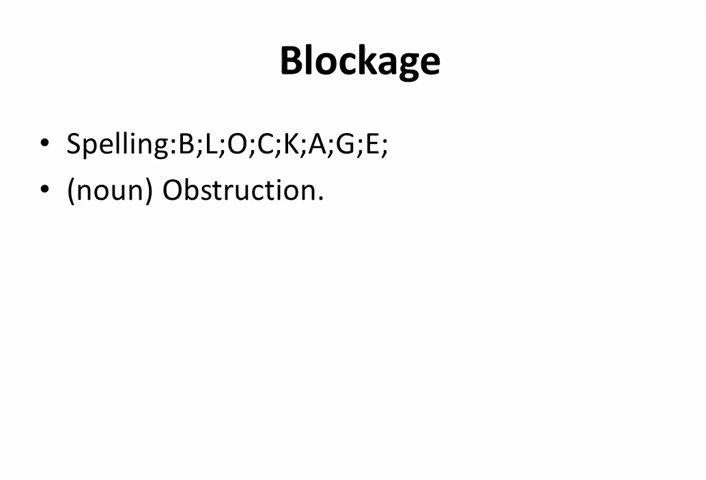 Blockage
• Spelling:B;L;O;C;K;A;G;E;
• (noun) Obstruction.